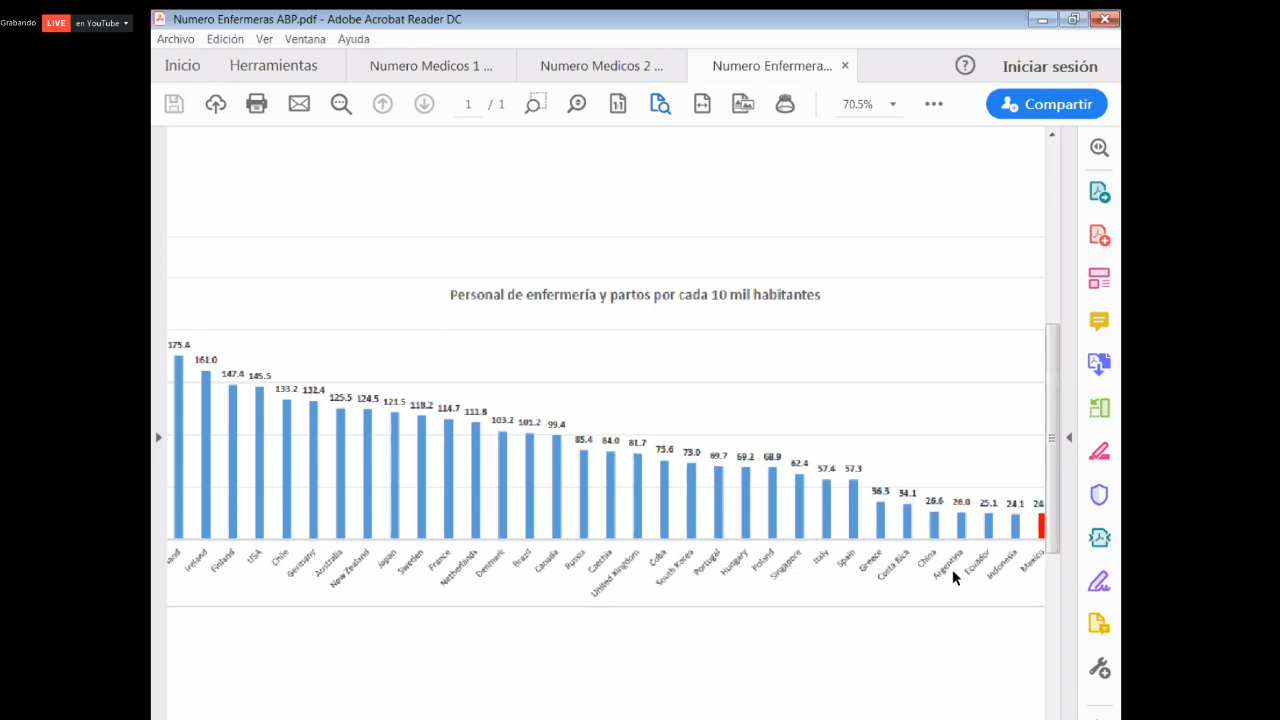 Grabando
LIVE en YouTube
Numero Enfermeras ABP.pdf - Adobe Acrobat Reader DC
Archivo Edición Ver Ventana Ayuda
Inicio Herramientas Numero Medicos 1 ... Numero Medicos 2 ... Numero Enfermera... × ? Iniciar sesión
1 / 1 70.5% Compartir
Personal de enfermería y partos por cada 10 mil habitantes
175.4 161.0 147.4 145.5 133.2 132.4 125.5 124.5 121.5 118.2 114.7 111.8 103.2 101.2 99.4 85.4 84.0 81.7 75.6 73.0 69.7 69.2 68.9 62.4 57.4 57.3 36.3 34.1 26.6 26.0 25.1 24.1 24
Ireland Finland USA Chile Germany Australia New Zealand Japan Sweden France Netherlands Denmark Brazil Canada Russia Czechia United Kingdom Cuba South Korea Portugal Hungary Poland Singapore Italy Spain Greece Costa Rica China Argentina Ecuador Indonesia Mexico